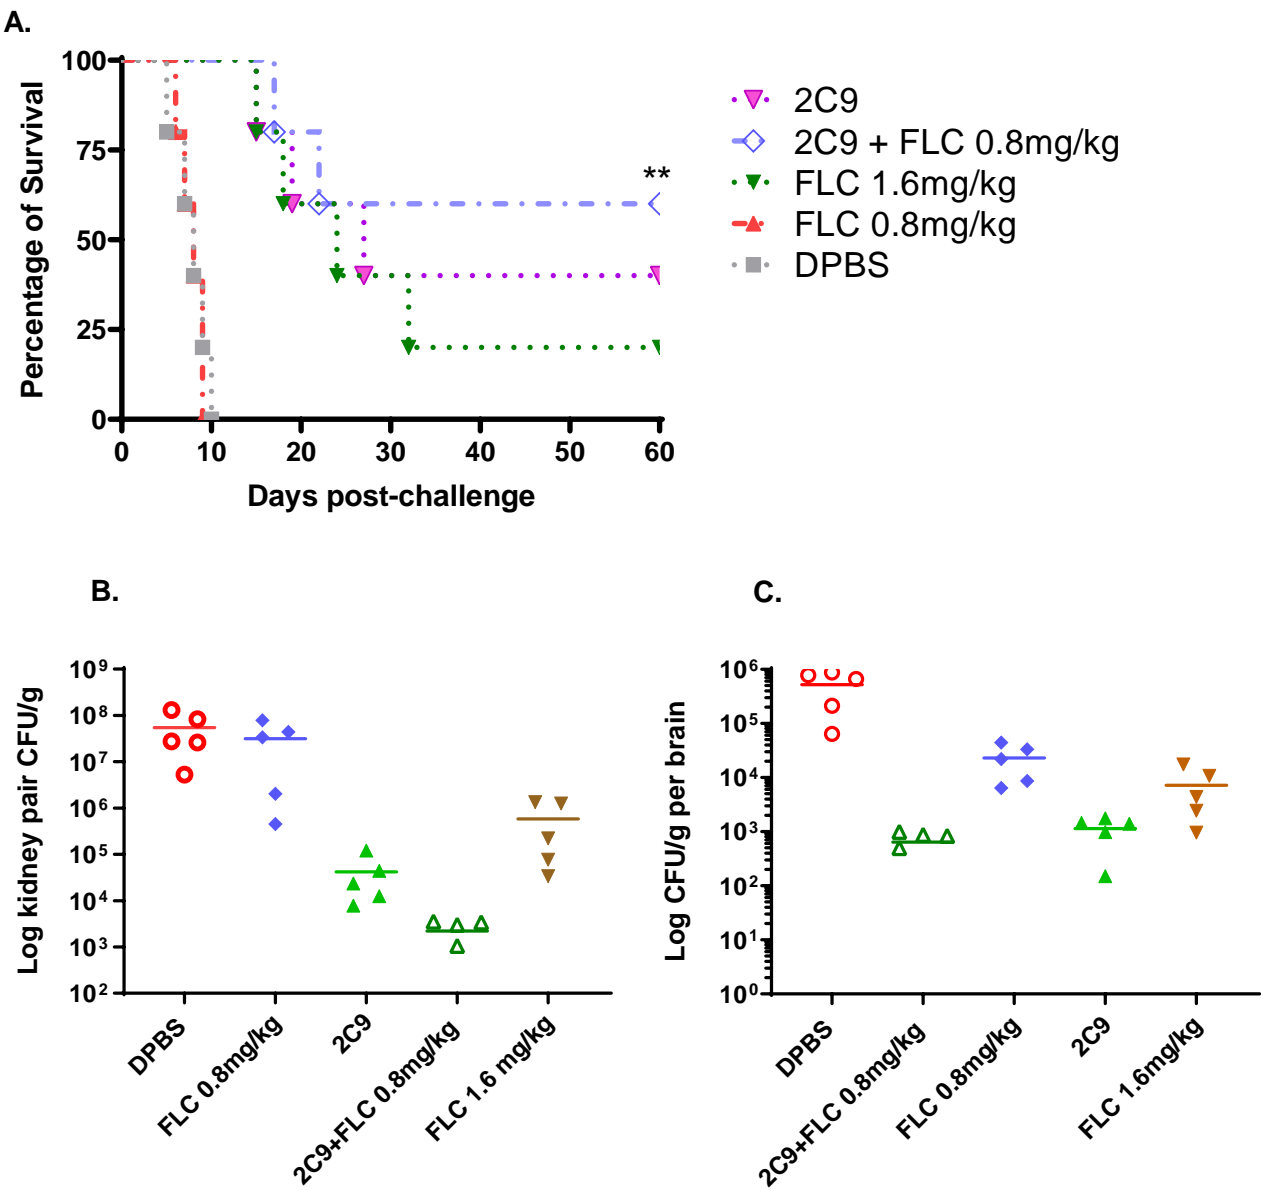 A.
Percentage of Survival
100
75
50
25
0
0 10 20 30 40 50 60
Days post-challenge
**
2C9
2C9 + FLC 0.8mg/kg
FLC 1.6mg/kg
FLC 0.8mg/kg
DPBS
B.
Log kidney pair CFU/g
10⁹
10⁸
10⁷
10⁶
10⁵
10⁴
10³
10²
DPBS
FLC 0.8mg/kg
2C9
2C9+FLC 0.8mg/kg
FLC 1.6 mg/kg
C.
Log CFU/g per brain
10⁶
10⁵
10⁴
10³
10²
10¹
10⁰
DPBS
2C9+FLC 0.8mg/kg
FLC 0.8mg/kg
2C9
FLC 1.6mg/kg